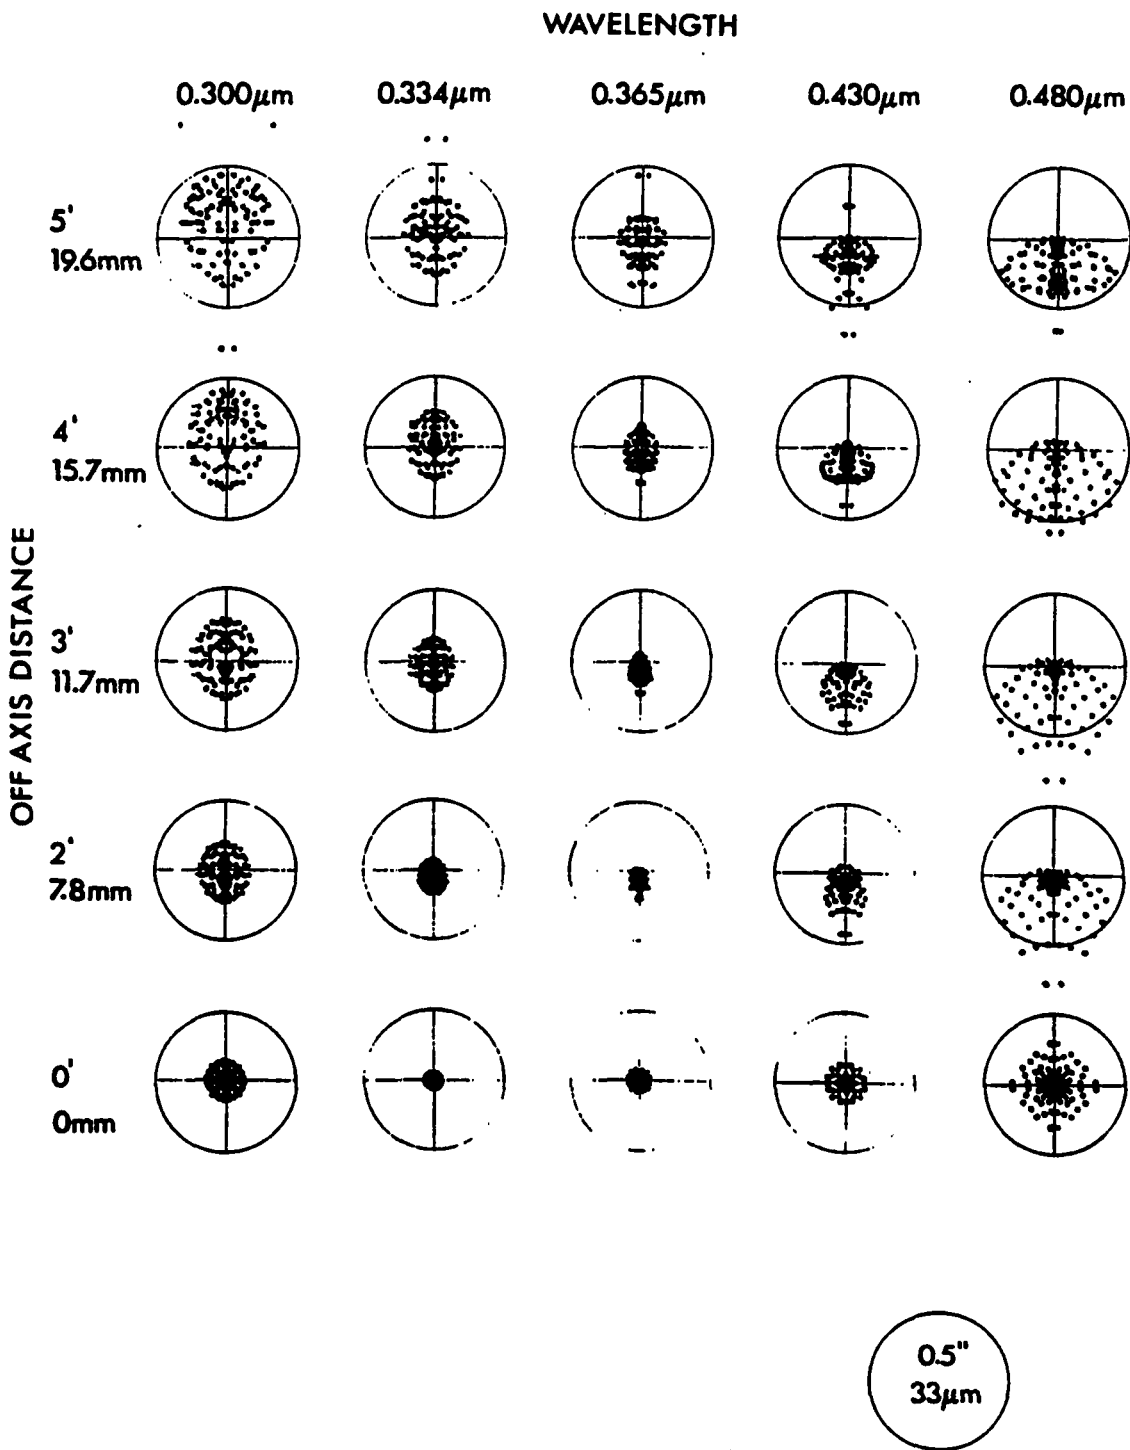 WAVELENGTH
0.300μm 0.334μm 0.365μm 0.430μm 0.480μm
OFF AXIS DISTANCE
5'
19.6mm
4'
15.7mm
3'
11.7mm
2'
7.8mm
0'
0mm
0.5"
33μm